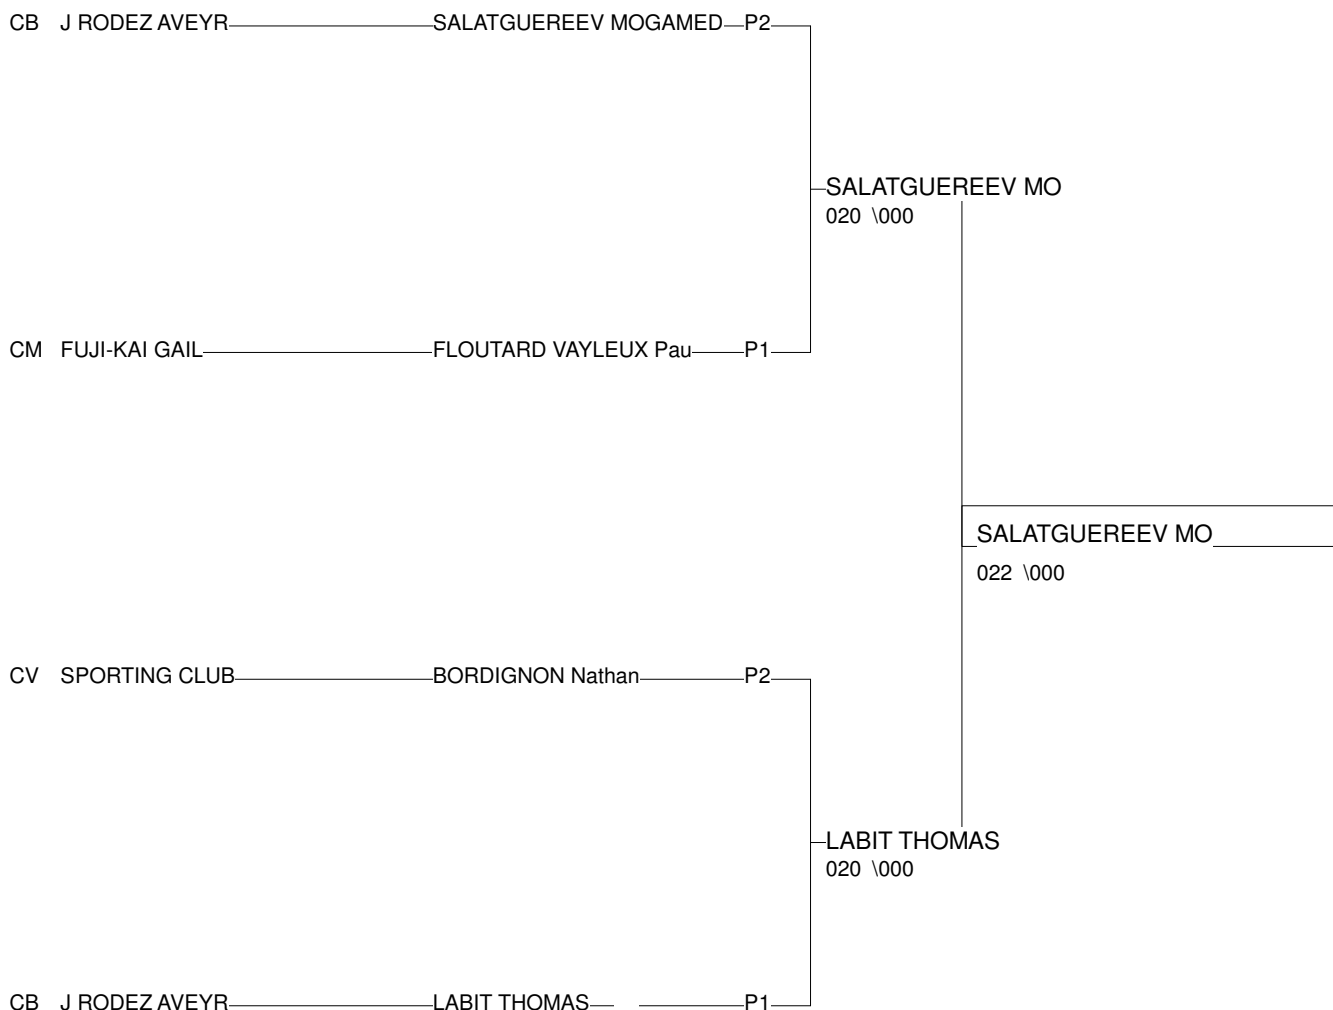 CB J RODEZ AVEYR SALATGUEREEV MOGAMED P2
SALATGUEREEV MO
020 \000
CM FUJI-KAI GAIL FLOUTARD VAYLEUX Pau P1
SALATGUEREEV MO
022 \000
CV SPORTING CLUB BORDIGNON Nathan P2
LABIT THOMAS
020 \000
CB J RODEZ AVEYR LABIT THOMAS P1